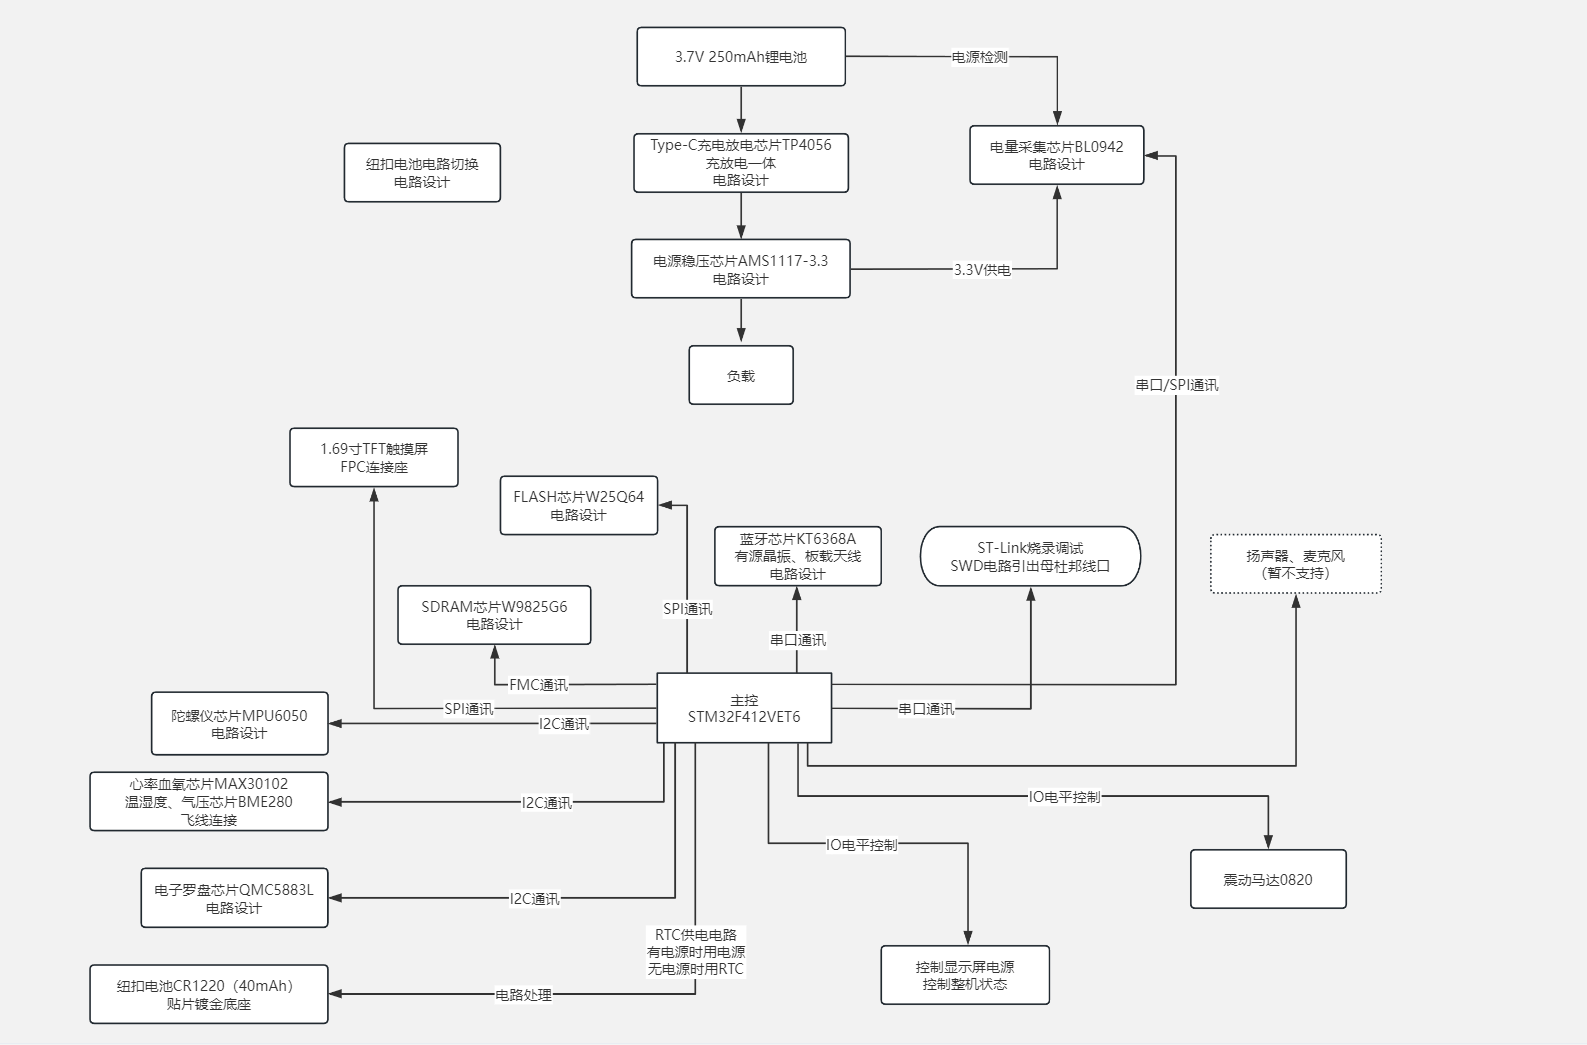 3.7V 250mAh锂电池
电源检测
Type-C充电放电芯片TP4056
充放电一体
电路设计
电量采集芯片BL0942
电路设计
纽扣电池电路切换
电路设计
电源稳压芯片AMS1117-3.3
电路设计
3.3V供电
负载
串口/SPI通讯
1.69寸TFT触摸屏
FPC连接座
FLASH芯片W25Q64
电路设计
蓝牙芯片KT6368A
有源晶振、板载天线
电路设计
ST-Link烧录调试
SWD电路引出母杜邦线口
扬声器、麦克风
（暂不支持）
SDRAM芯片W9825G6
电路设计
SPI通讯
串口通讯
FMC通讯
主控
STM32F412VET6
SPI通讯
串口通讯
陀螺仪芯片MPU6050
电路设计
I2C通讯
心率血氧芯片MAX30102
温湿度、气压芯片BME280
飞线连接
I2C通讯
IO电平控制
IO电平控制
电子罗盘芯片QMC5883L
电路设计
I2C通讯
震动马达0820
RTC供电电路
有电源时用电源
无电源时用RTC
纽扣电池CR1220（40mAh）
贴片镀金底座
电路处理
控制显示屏电源
控制整机状态